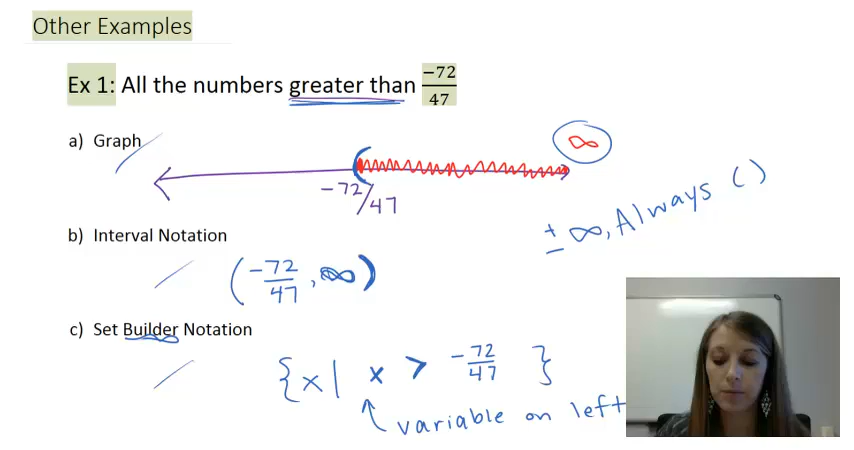 Other Examples
Ex 1: All the numbers greater than -72/47
a) Graph
∞
-72/47
± ∞, Always ( )
b) Interval Notation
(-72/47, ∞)
c) Set Builder Notation
{x| x > -72/47 }
variable on left